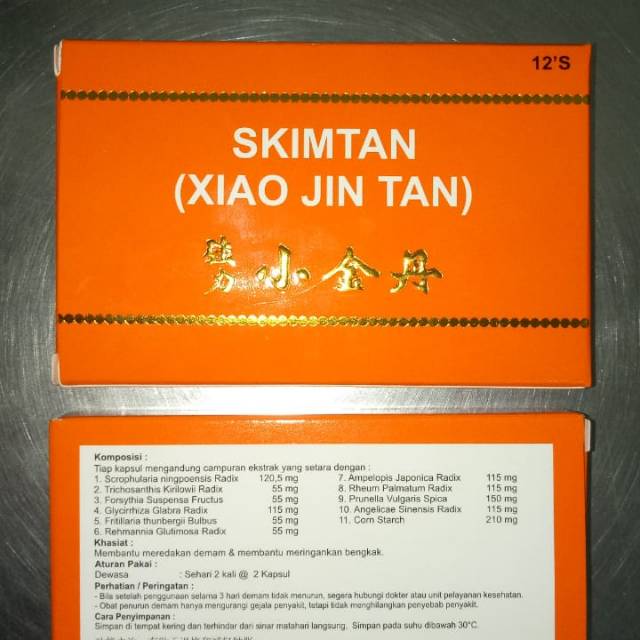 12'S
SKIMTAN
(XIAO JIN TAN)
強力 小金丹
Komposisi :
Tiap kapsul mengandung campuran ekstrak yang setara dengan :
1. Scrophularia ningpoensis Radix 120,5 mg
2. Trichosanthis Kirilowii Radix 55 mg
3. Forsythia Suspensa Fructus 55 mg
4. Glycirrhiza Glabra Radix 115 mg
5. Fritillaria thunbergii Bulbus 55 mg
6. Rehmannia Glutimosa Radix 55 mg
7. Ampelopis Japonica Radix 115 mg
8. Rheum Palmatum Radix 115 mg
9. Prunella Vulgaris Spica 150 mg
10. Angelicae Sinensis Radix 115 mg
11. Corn Starch 210 mg
Khasiat :
Membantu meredakan demam & membantu meringankan bengkak.
Aturan Pakai :
Dewasa : Sehari 2 kali @ 2 Kapsul
Perhatian / Peringatan :
- Bila setelah penggunaan selama 3 hari demam tidak menurun, segera hubungi dokter atau unit pelayanan kesehatan.
- Obat penurun demam hanya mengurangi gejala penyakit, tetapi tidak menghilangkan penyebab penyakit.
Cara Penyimpanan :
Simpan di tempat kering dan terhindar dari sinar matahari langsung, Simpan pada suhu dibawah 30°C.